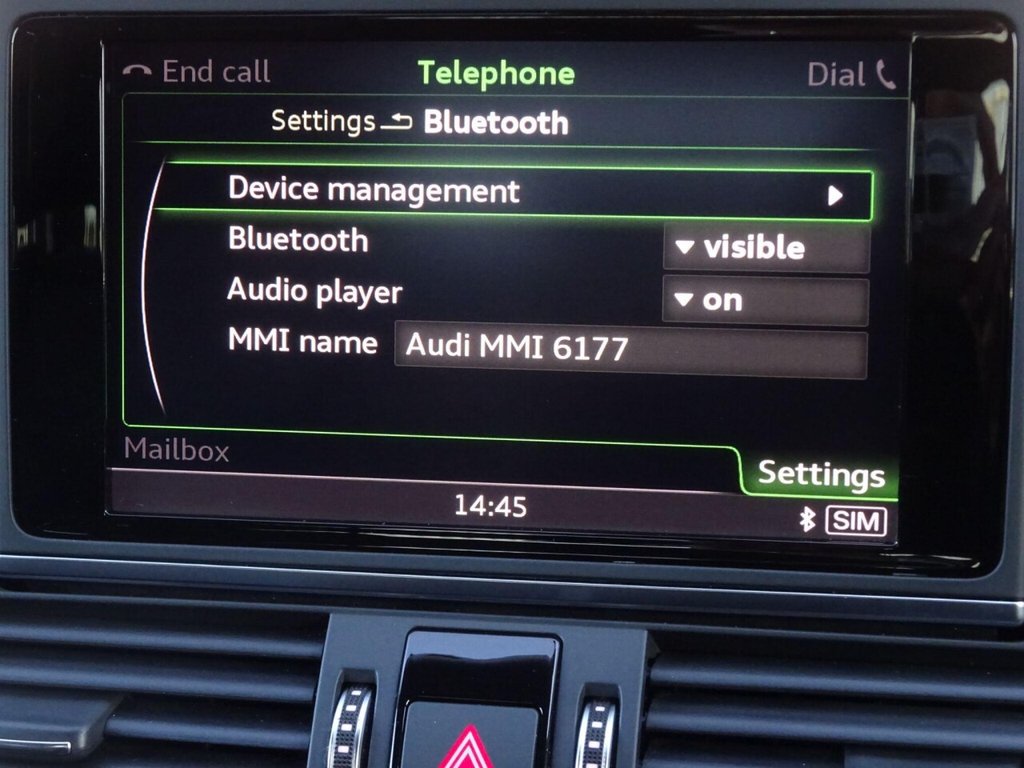 End call Telephone Dial
Settings Bluetooth
Device management
Bluetooth visible
Audio player on
MMI name Audi MMI 6177
Mailbox Settings
14:45 SIM